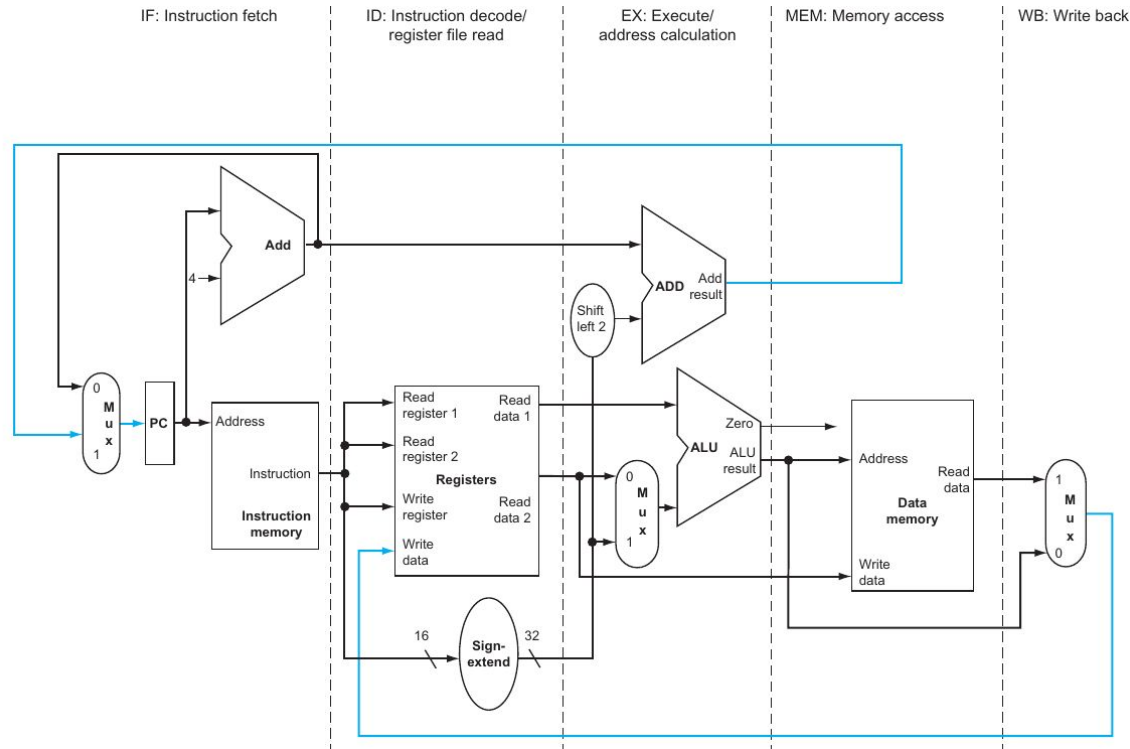 IF: Instruction fetch
ID: Instruction decode/
register file read
EX: Execute/
address calculation
MEM: Memory access
WB: Write back
Add
4
ADD
Add
result
Shift
left 2
0
M
u
x
1
PC
Address
Instruction
Instruction
memory
Read
register 1
Read
data 1
Read
register 2
Registers
Write
register
Read
data 2
Write
data
0
M
u
x
1
Zero
ALU
ALU
result
Address
Read
data
Data
memory
Write
data
1
M
u
x
0
16
Sign-
extend
32